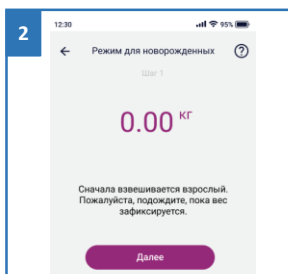 2
12:30
95%
Режим для новорожденных
Шаг 1
0.00 кг
Сначала взвешивается взрослый.
Пожалуйста, подождите, пока вес
зафиксируется.
Далее